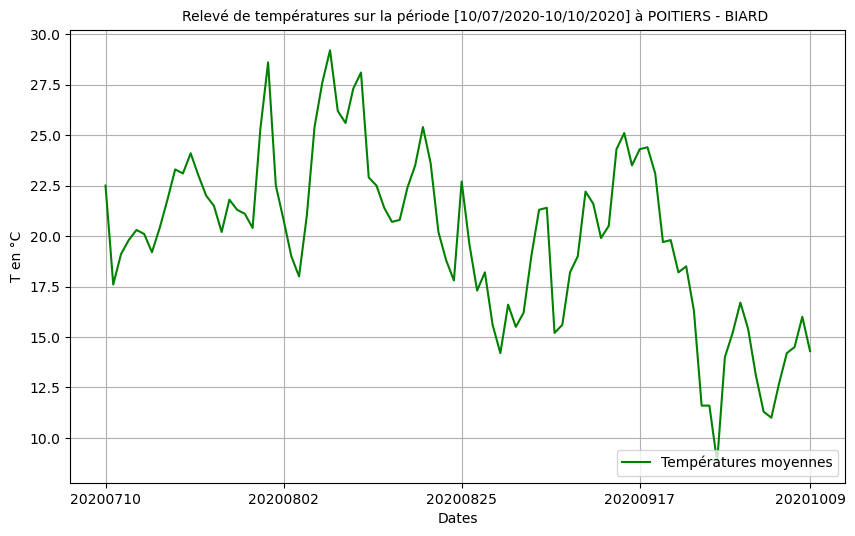 Relevé de températures sur la période [10/07/2020-10/10/2020] à POITIERS - BIARD
30.0
27.5
25.0
22.5
20.0
17.5
15.0
12.5
10.0
T en °C
Températures moyennes
20200710 20200802 20200825 20200917 20201009
Dates